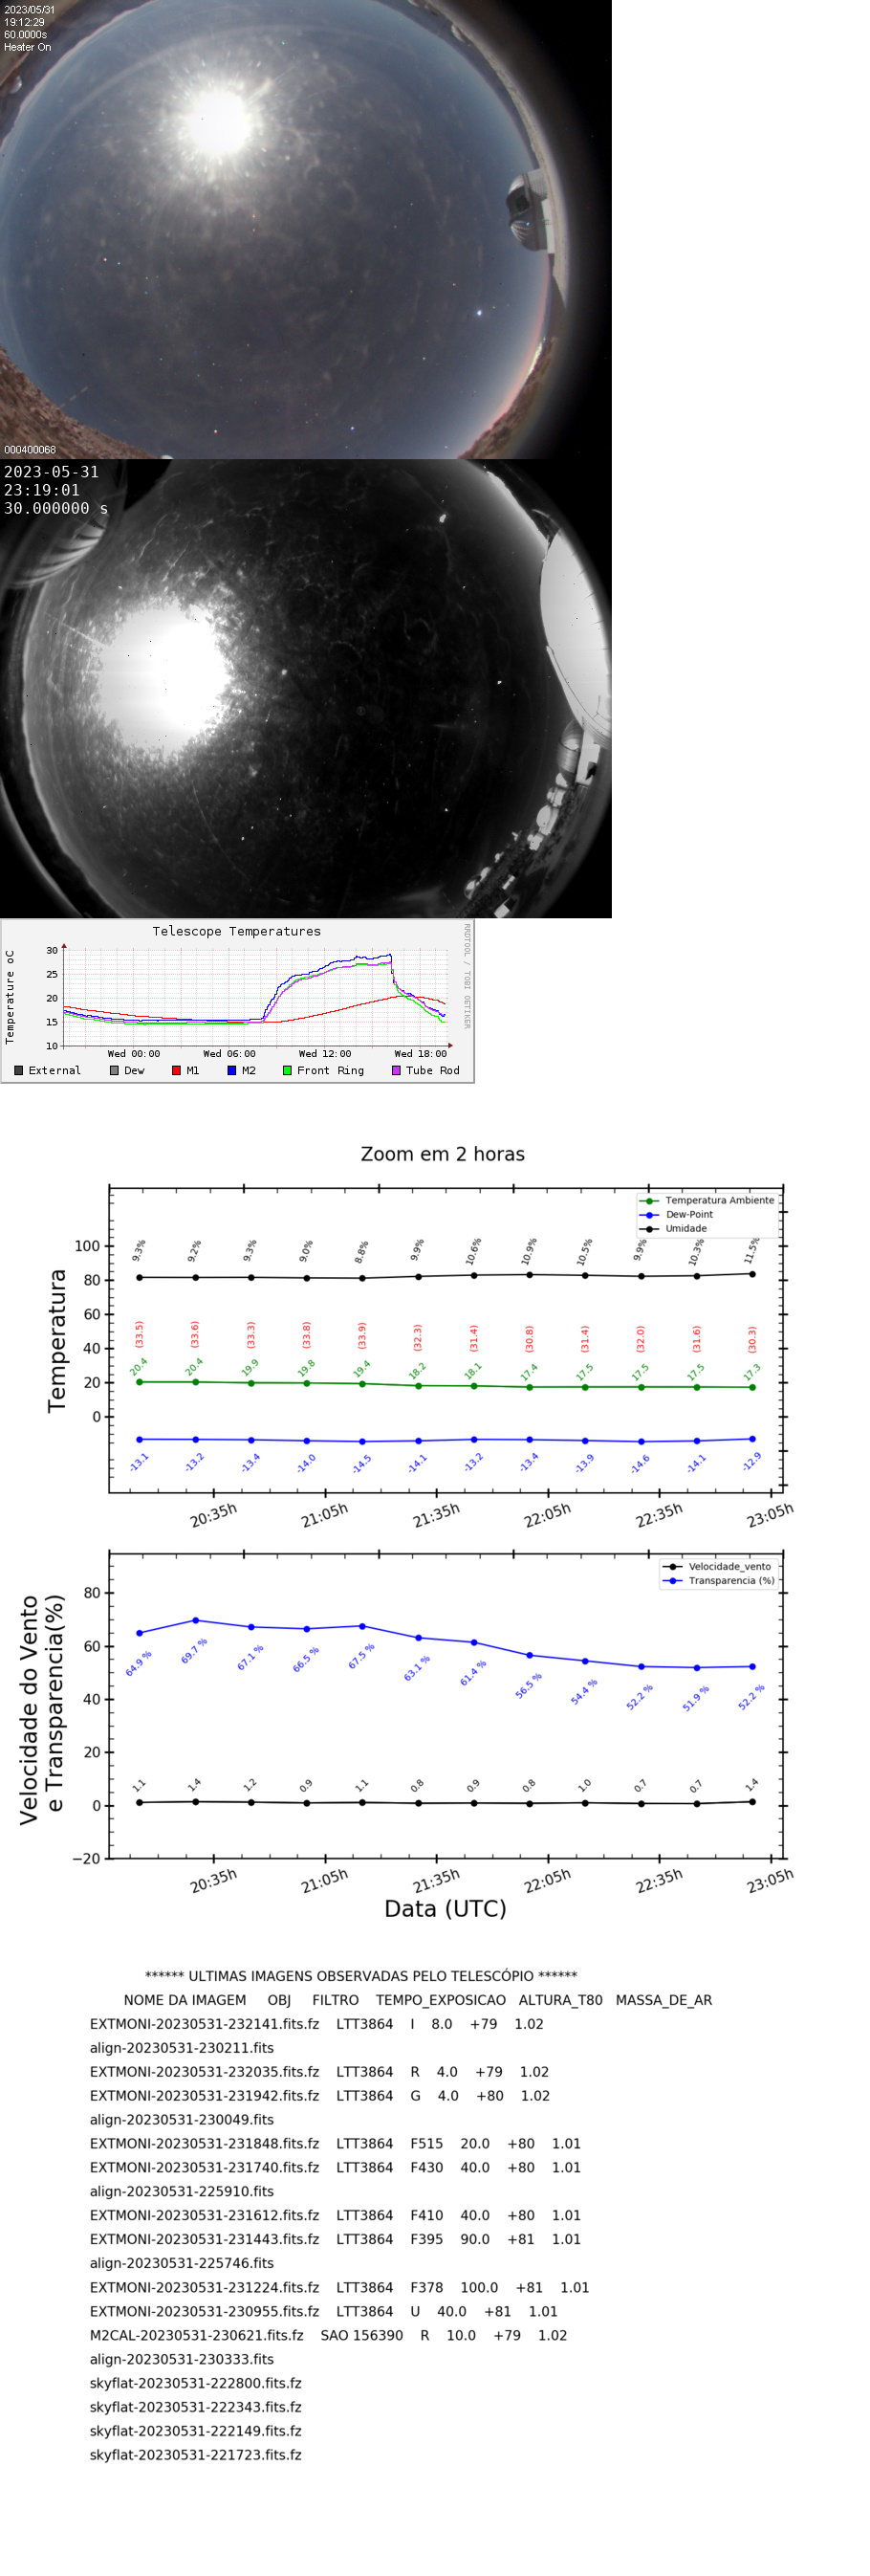 2023/05/31
19:12:29
60.0000s
Heater On
000400068
2023-05-31
23:19:01
30.000000 s
Telescope Temperatures
RRDTOOL / TOBI OETIKER
Temperature oC
30
25
20
15
10
Wed 00:00 Wed 06:00 Wed 12:00 Wed 18:00
External Dew M1 M2 Front Ring Tube Rod
Zoom em 2 horas
Temperatura Ambiente
Dew-Point
Umidade
Temperatura
100
80
60
40
20
0
9.3% 9.2% 9.3% 9.0% 8.8% 9.9% 10.6% 10.9% 10.5% 9.9% 10.3% 11.5%
(33.5) (33.6) (33.3) (33.8) (33.9) (32.3) (31.4) (30.8) (31.4) (32.0) (31.6) (30.3)
20.4 20.4 19.9 19.8 19.4 18.2 18.1 17.4 17.5 17.5 17.5 17.3
-13.1 -13.2 -13.4 -14.0 -14.5 -14.1 -13.2 -13.4 -13.9 -14.6 -14.1 -12.9
20:35h 21:05h 21:35h 22:05h 22:35h 23:05h
Velocidade_vento
Transparencia (%)
Velocidade do Vento
e Transparencia(%)
80
60
40
20
0
−20
64.9 % 69.7 % 67.1 % 66.5 % 67.5 % 63.1 % 61.4 % 56.5 % 54.4 % 52.2 % 51.9 % 52.2 %
1.1 1.4 1.2 0.9 1.1 0.8 0.9 0.8 1.0 0.7 0.7 1.4
20:35h 21:05h 21:35h 22:05h 22:35h 23:05h
Data (UTC)
****** ULTIMAS IMAGENS OBSERVADAS PELO TELESCÓPIO ******
NOME DA IMAGEM OBJ FILTRO TEMPO_EXPOSICAO ALTURA_T80 MASSA_DE_AR
EXTMONI-20230531-232141.fits.fz LTT3864 I 8.0 +79 1.02
align-20230531-230211.fits
EXTMONI-20230531-232035.fits.fz LTT3864 R 4.0 +79 1.02
EXTMONI-20230531-231942.fits.fz LTT3864 G 4.0 +80 1.02
align-20230531-230049.fits
EXTMONI-20230531-231848.fits.fz LTT3864 F515 20.0 +80 1.01
EXTMONI-20230531-231740.fits.fz LTT3864 F430 40.0 +80 1.01
align-20230531-225910.fits
EXTMONI-20230531-231612.fits.fz LTT3864 F410 40.0 +80 1.01
EXTMONI-20230531-231443.fits.fz LTT3864 F395 90.0 +81 1.01
align-20230531-225746.fits
EXTMONI-20230531-231224.fits.fz LTT3864 F378 100.0 +81 1.01
EXTMONI-20230531-230955.fits.fz LTT3864 U 40.0 +81 1.01
M2CAL-20230531-230621.fits.fz SAO 156390 R 10.0 +79 1.02
align-20230531-230333.fits
skyflat-20230531-222800.fits.fz
skyflat-20230531-222343.fits.fz
skyflat-20230531-222149.fits.fz
skyflat-20230531-221723.fits.fz